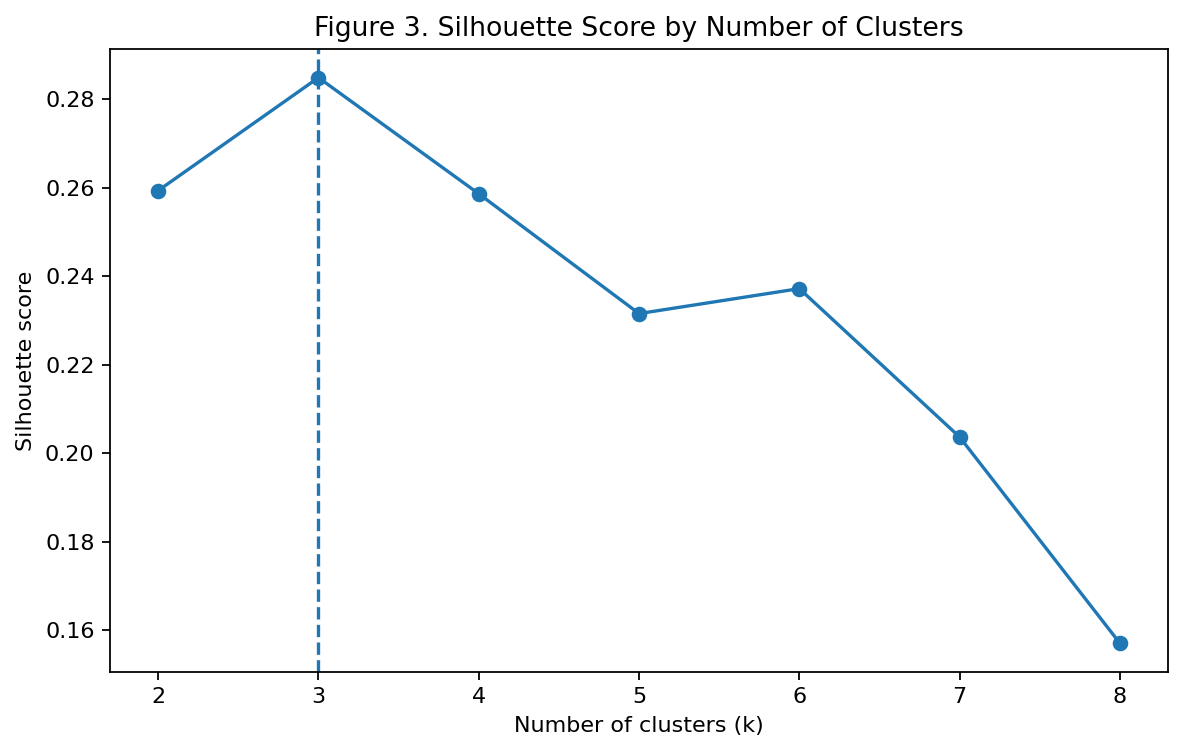 Figure 3. Silhouette Score by Number of Clusters
Silhouette score
0.28
0.26
0.24
0.22
0.20
0.18
0.16
2 3 4 5 6 7 8
Number of clusters (k)